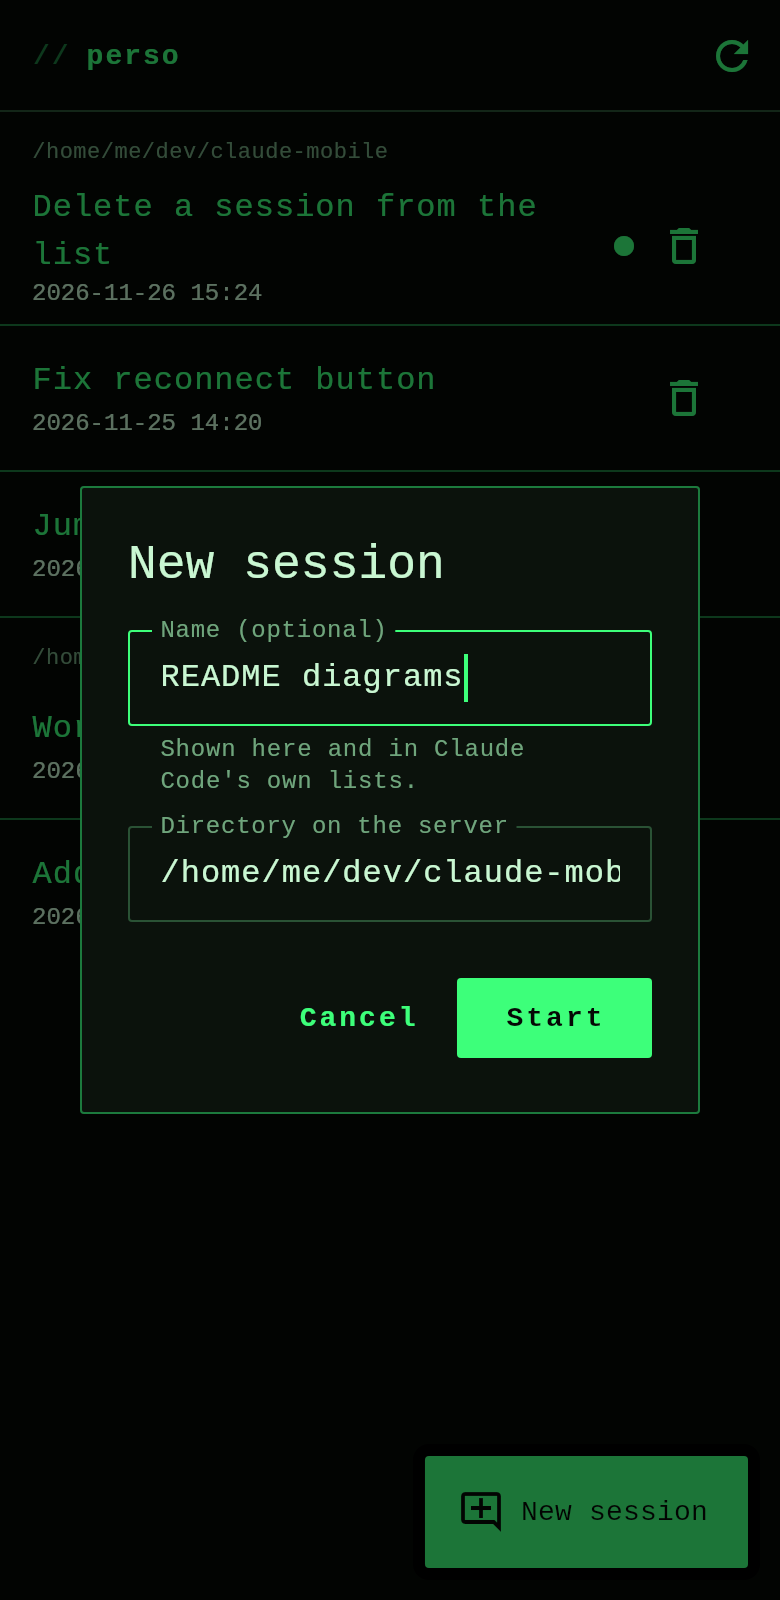 // perso
/home/me/dev/claude-mobile
Delete a session from the
list
2026-11-26 15:24
Fix reconnect button
2026-11-25 14:20
New session
Name (optional)
README diagrams
Shown here and in Claude
Code's own lists.
Directory on the server
/home/me/dev/claude-mob
Cancel
Start
New session